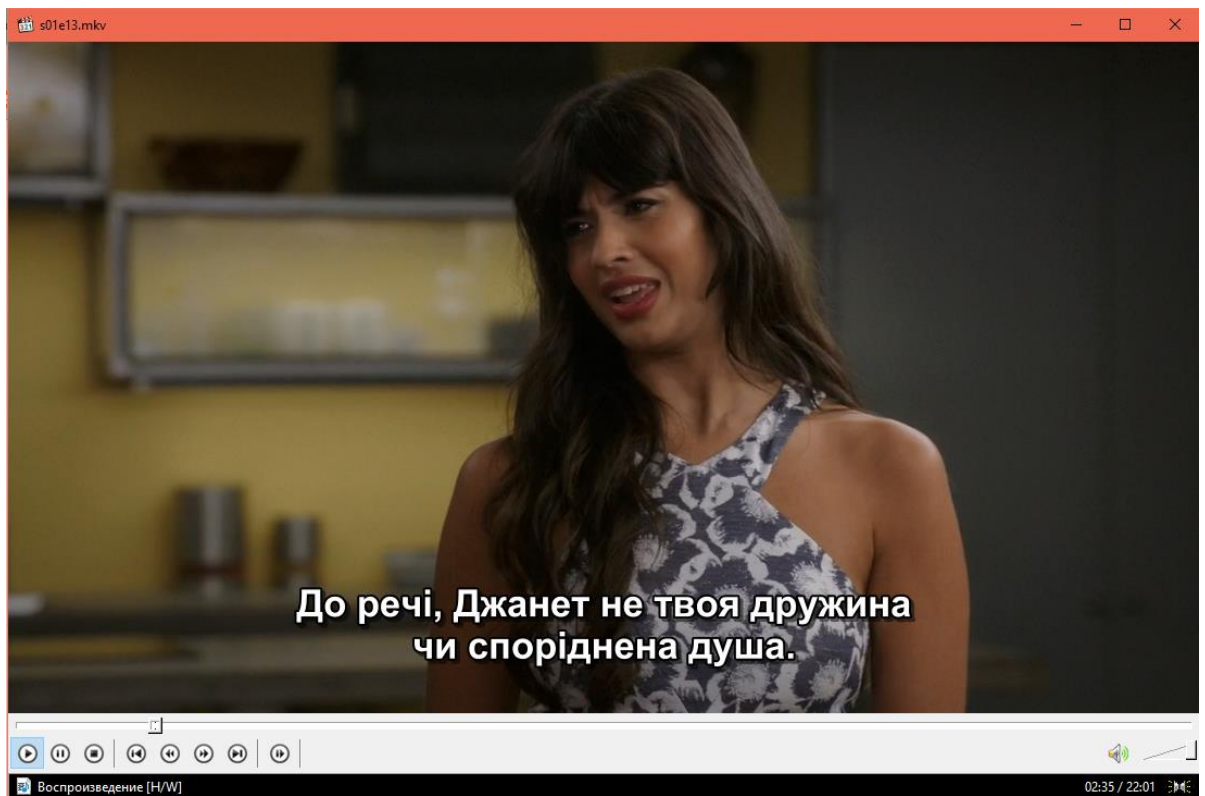 s01e13.mkv
До речі, Джанет не твоя дружина
чи споріднена душа.
Воспроизведение [H/W]
02:35 / 22:01